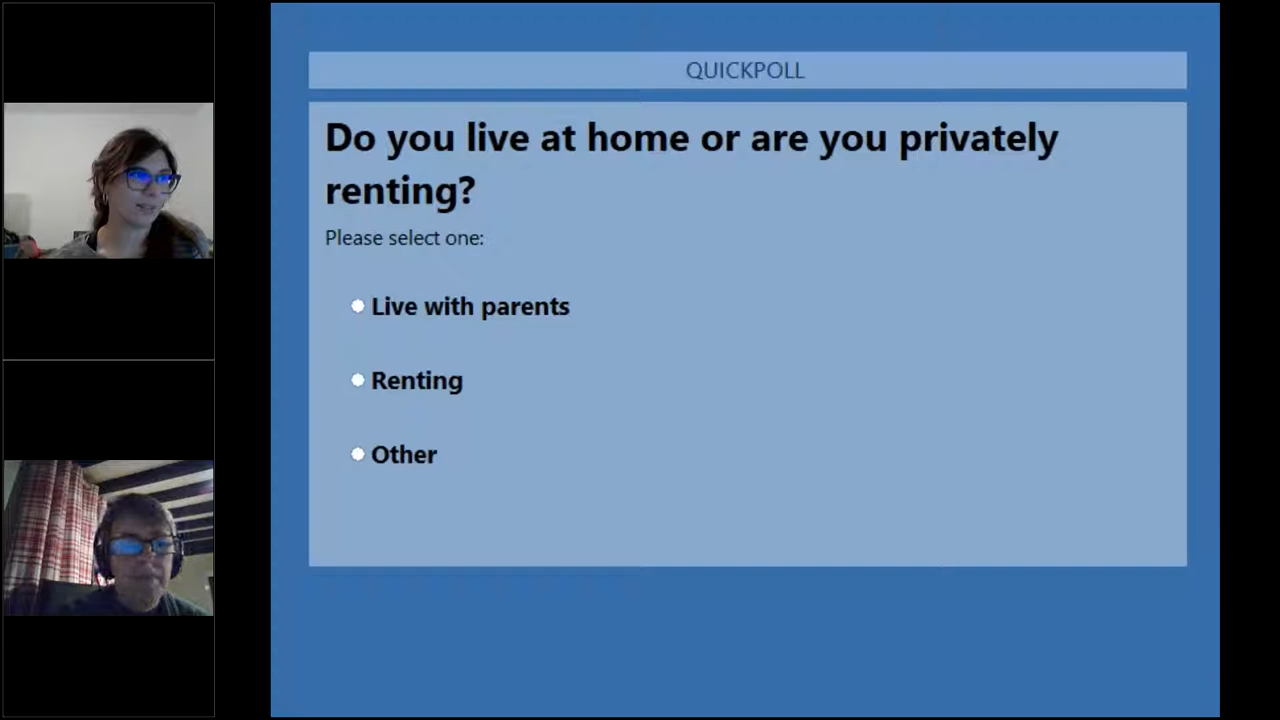 QUICKPOLL
Do you live at home or are you privately
renting?
Please select one:
Live with parents
Renting
Other